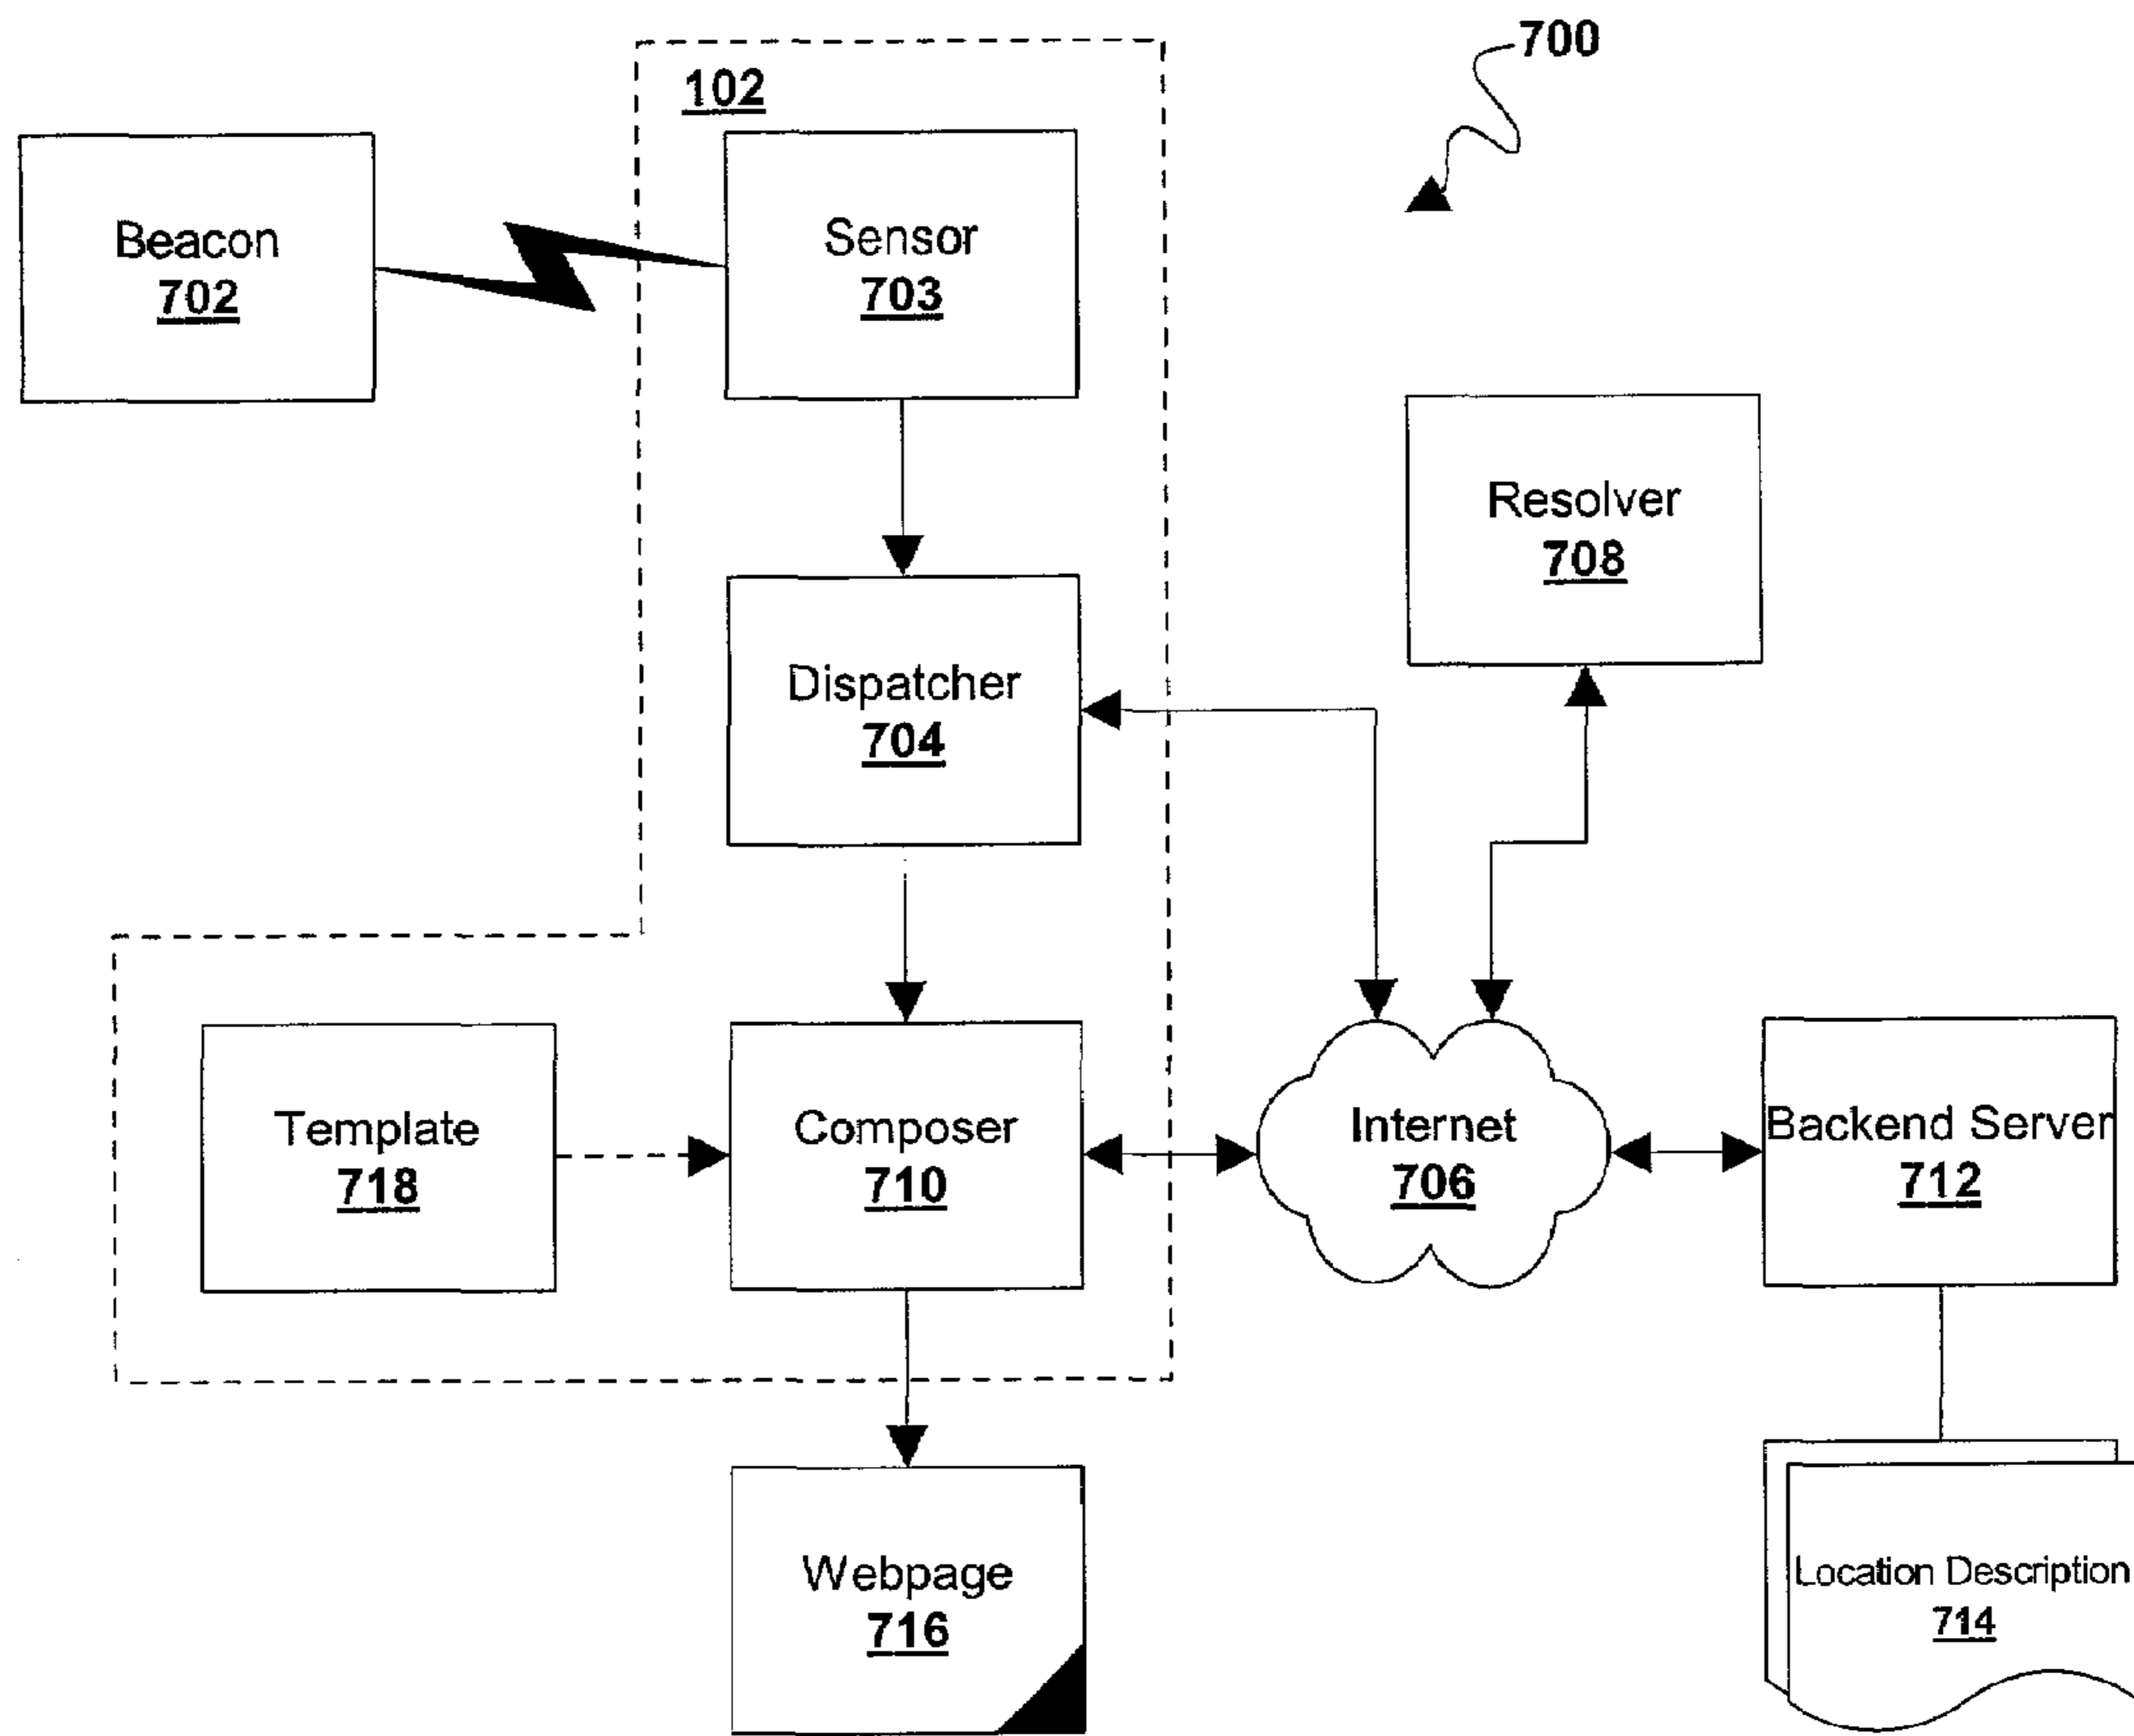 700
102
Beacon
702
Sensor
703
Resolver
708
Dispatcher
704
Template
718
Composer
710
Internet
706
Backend Server
712
Webpage
716
Location Description
714